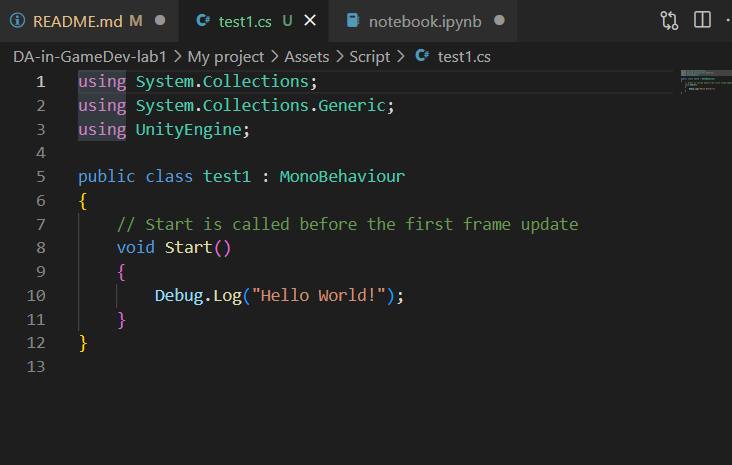 README.md M
test1.cs U
notebook.ipynb
DA-in-GameDev-lab1 > My project > Assets > Script > C# test1.cs
1 using System.Collections;
2 using System.Collections.Generic;
3 using UnityEngine;
4
5 public class test1 : MonoBehaviour
6 {
7     // Start is called before the first frame update
8     void Start()
9     {
10         Debug.Log("Hello World!");
11     }
12 }
13